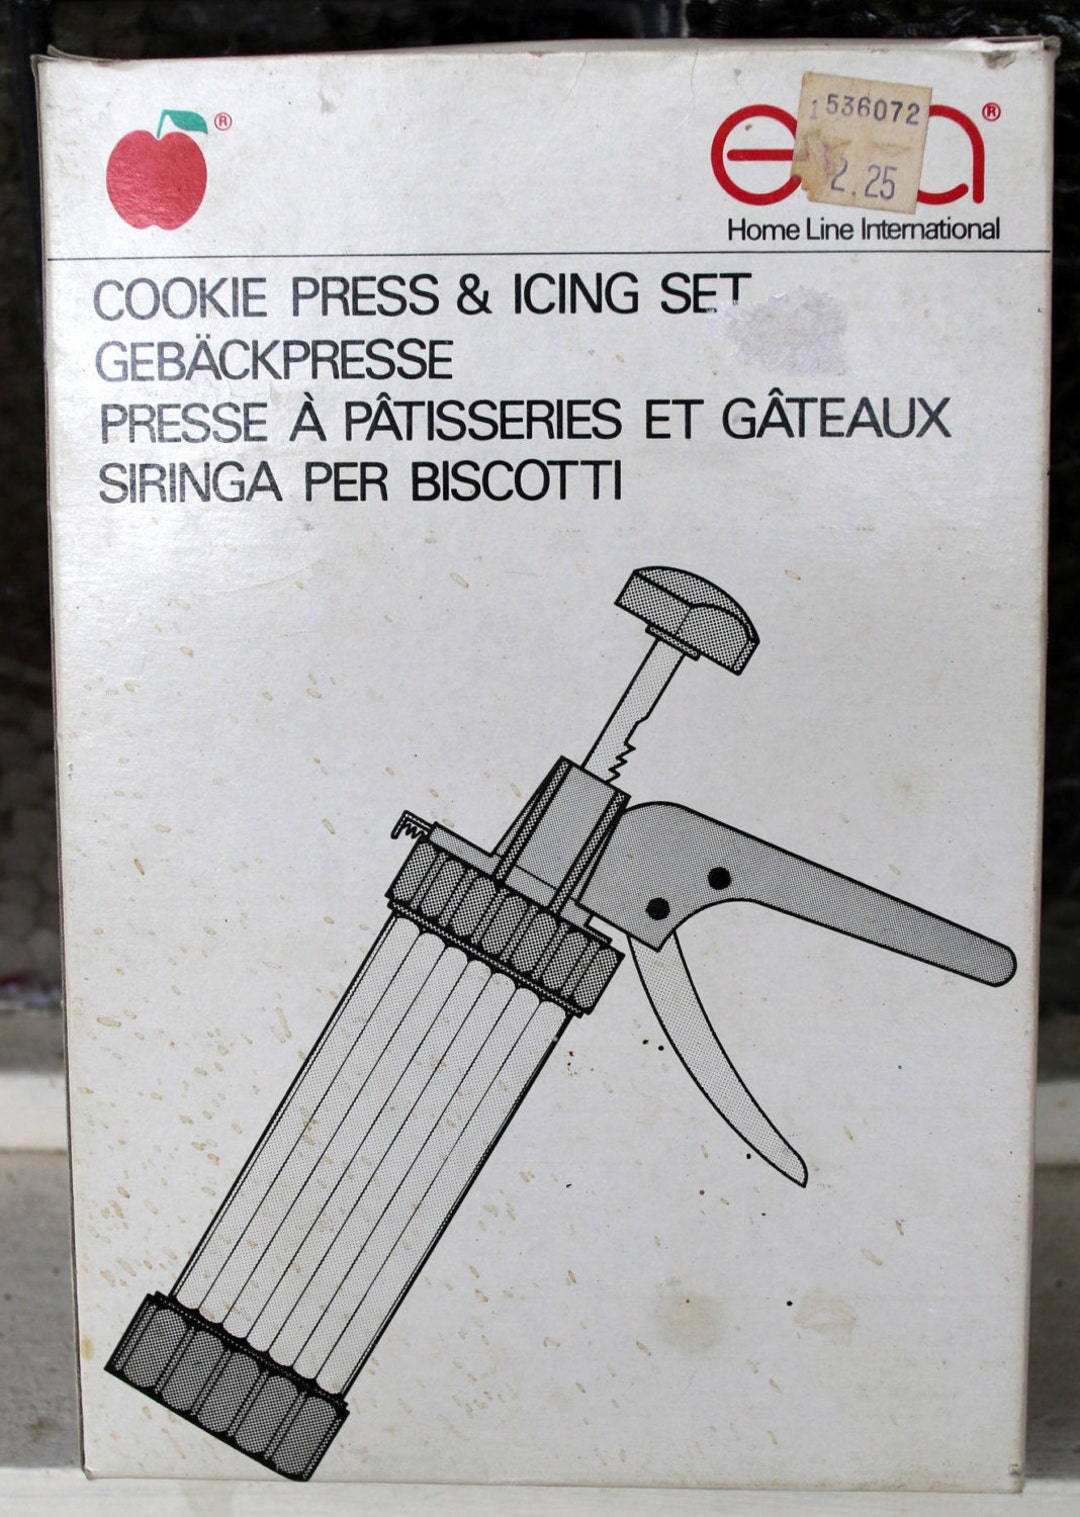 ®
1536072
2.25
®
Home Line International
COOKIE PRESS & ICING SET
GEBÄCKPRESSE
PRESSE À PÂTISSERIES ET GÂTEAUX
SIRINGA PER BISCOTTI